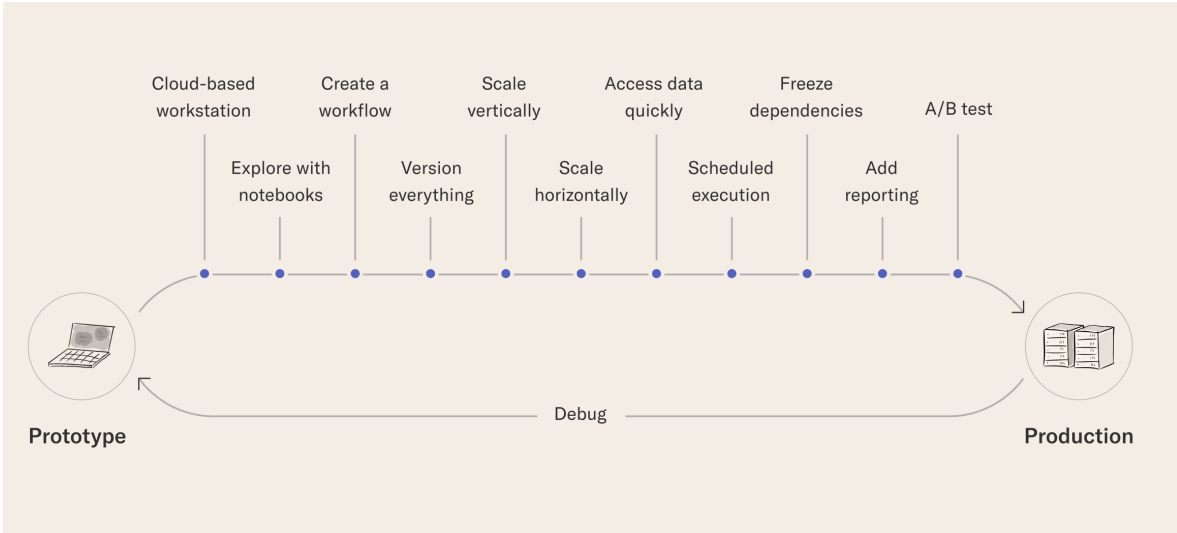 Cloud-based
workstation
Explore with
notebooks
Create a
workflow
Version
everything
Scale
vertically
Scale
horizontally
Access data
quickly
Scheduled
execution
Freeze
dependencies
Add
reporting
A/B test
Prototype
Debug
Production